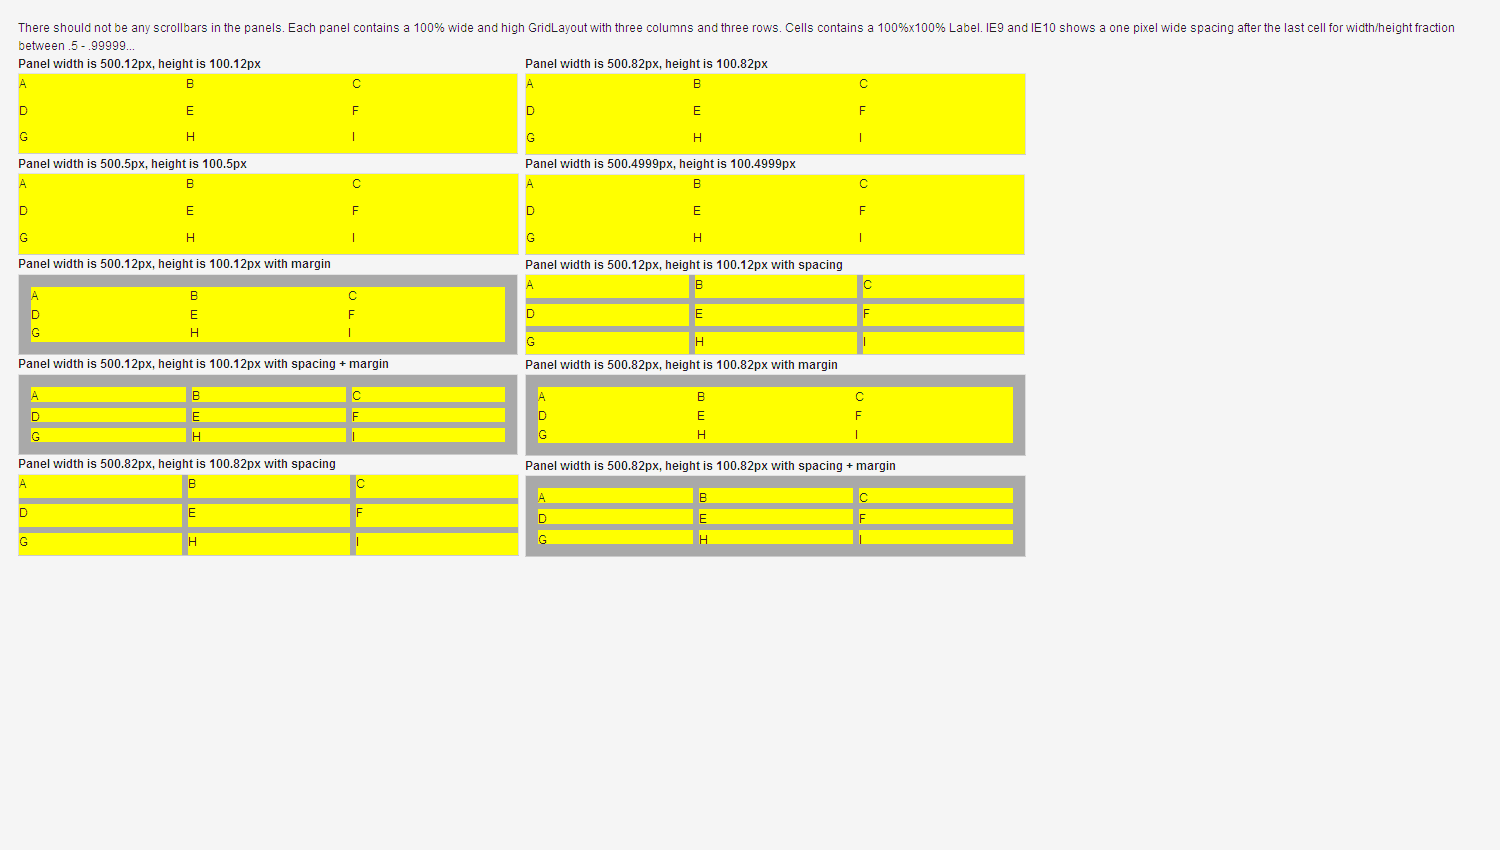 There should not be any scrollbars in the panels. Each panel contains a 100% wide and high GridLayout with three columns and three rows. Cells contains a 100%x100% Label. IE9 and IE10 shows a one pixel wide spacing after the last cell for width/height fraction
between .5 - .99999...
Panel width is 500.12px, height is 100.12px
A B C
D E F
G H I
Panel width is 500.82px, height is 100.82px
A B C
D E F
G H I
Panel width is 500.5px, height is 100.5px
A B C
D E F
G H I
Panel width is 500.4999px, height is 100.4999px
A B C
D E F
G H I
Panel width is 500.12px, height is 100.12px with margin
A B C
D E F
G H I
Panel width is 500.12px, height is 100.12px with spacing
A B C
D E F
G H I
Panel width is 500.12px, height is 100.12px with spacing + margin
A B C
D E F
G H I
Panel width is 500.82px, height is 100.82px with margin
A B C
D E F
G H I
Panel width is 500.82px, height is 100.82px with spacing
A B C
D E F
G H I
Panel width is 500.82px, height is 100.82px with spacing + margin
A B C
D E F
G H I